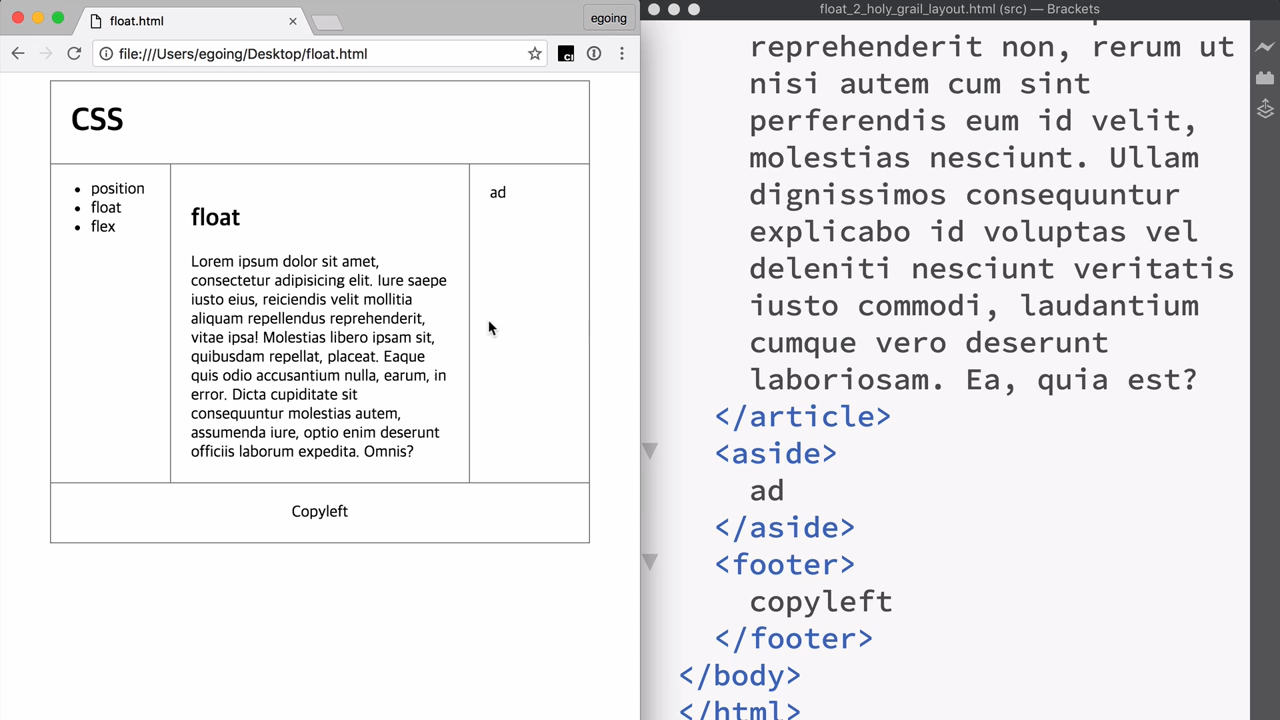 float.html
egoing
file:///Users/egoing/Desktop/float.html
CSS
position
float
flex
float
Lorem ipsum dolor sit amet,
consectetur adipisicing elit. Iure saepe
iusto eius, reiciendis velit mollitia
aliquam repellendus reprehenderit,
vitae ipsa! Molestias libero ipsam sit,
quibusdam repellat, placeat. Eaque
quis odio accusantium nulla, earum, in
error. Dicta cupiditate sit
consequuntur molestias autem,
assumenda iure, optio enim deserunt
officiis laborum expedita. Omnis?
ad
Copyleft
float_2_holy_grail_layout.html (src) — Brackets
reprehenderit non, rerum ut
nisi autem cum sint
perferendis eum id velit,
molestias nesciunt. Ullam
dignissimos consequuntur
explicabo id voluptas vel
deleniti nesciunt veritatis
iusto commodi, laudantium
cumque vero deserunt
laboriosam. Ea, quia est?
</article>
<aside>
ad
</aside>
<footer>
copyleft
</footer>
</body>
</html>